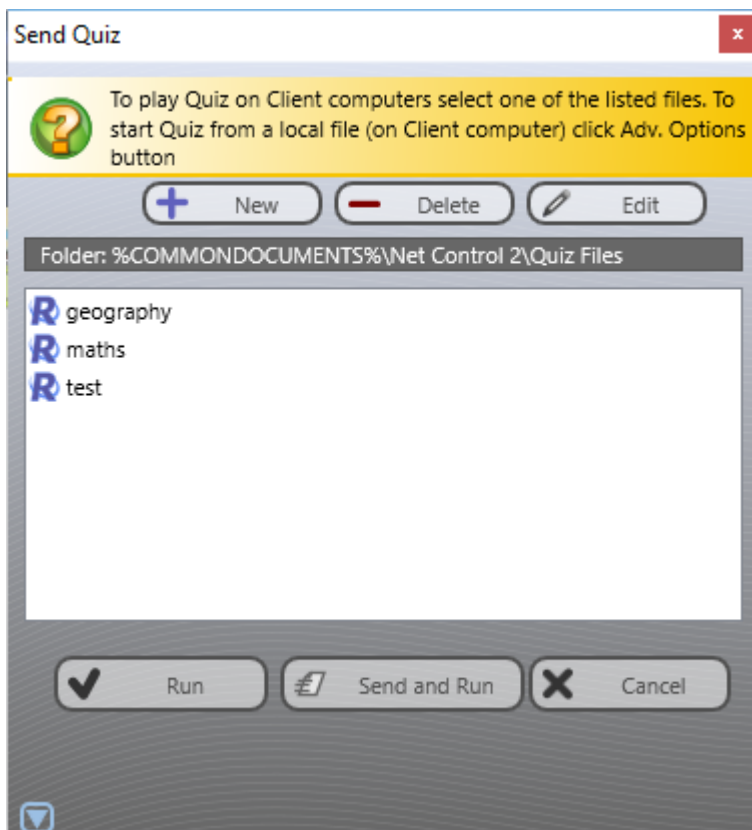 Send Quiz
x
To play Quiz on Client computers select one of the listed files. To
start Quiz from a local file (on Client computer) click Adv. Options
button
New
Delete
Edit
Folder: %COMMONDOCUMENTS%\Net Control 2\Quiz Files
geography
maths
test
Run
Send and Run
Cancel